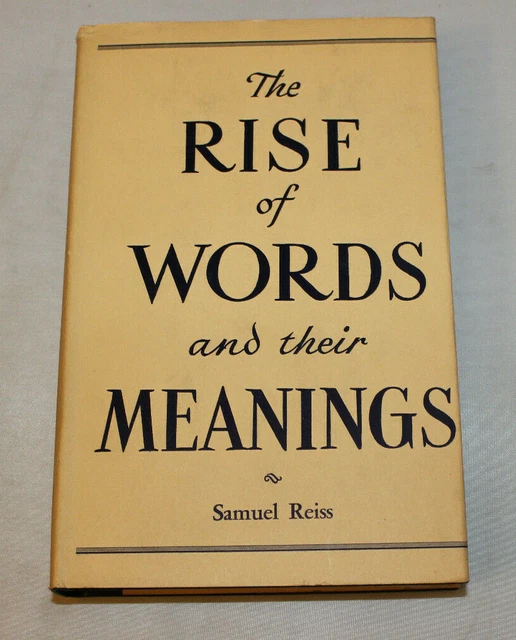 The
RISE
of
WORDS
and their
MEANINGS
Samuel Reiss